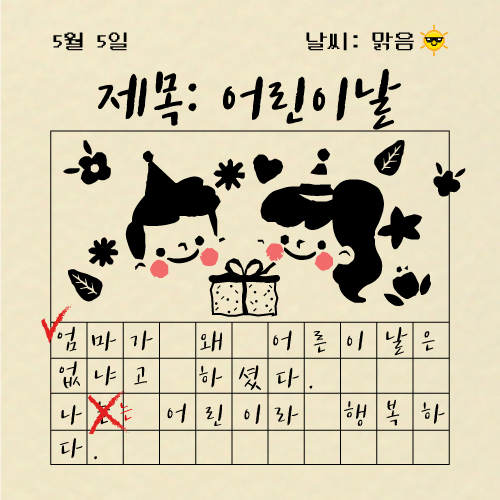 5월 5일 날씨: 맑음
제목: 어린이날
엄마가 왜 어른이날은
없냐고 하셨다.
나는 어린이라 행복하
다.